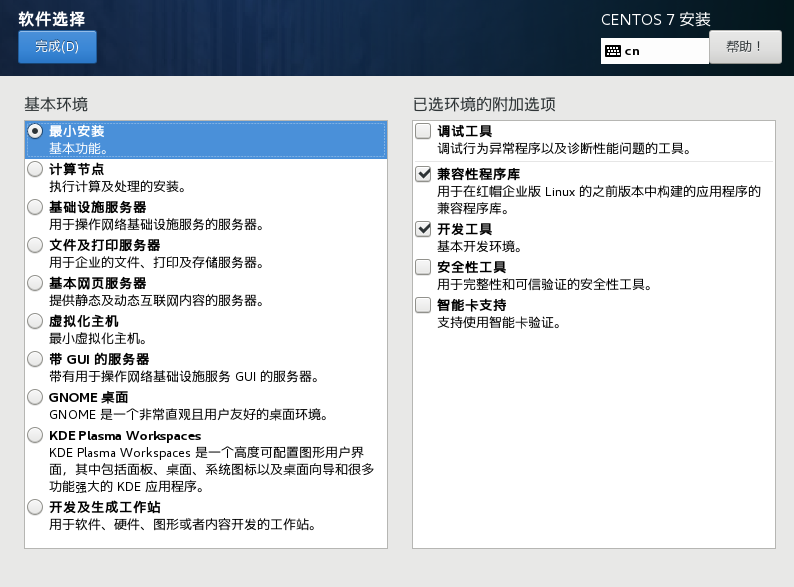 软件选择
完成(D)
CENTOS 7 安装
cn
帮助！
基本环境
最小安装
基本功能。
计算节点
执行计算及处理的安装。
基础设施服务器
用于操作网络基础设施服务的服务器。
文件及打印服务器
用于企业的文件、打印及存储服务器。
基本网页服务器
提供静态及动态互联网内容的服务器。
虚拟化主机
最小虚拟化主机。
带 GUI 的服务器
带有用于操作网络基础设施服务 GUI 的服务器。
GNOME 桌面
GNOME 是一个非常直观且用户友好的桌面环境。
KDE Plasma Workspaces
KDE Plasma Workspaces 是一个高度可配置图形用户界
面，其中包括面板、桌面、系统图标以及桌面向导和很多
功能强大的 KDE 应用程序。
开发及生成工作站
用于软件、硬件、图形或者内容开发的工作站。
已选环境的附加选项
调试工具
调试行为异常程序以及诊断性能问题的工具。
兼容性程序库
用于在红帽企业版 Linux 的之前版本中构建的应用程序的
兼容程序库。
开发工具
基本开发环境。
安全性工具
用于完整性和可信验证的安全性工具。
智能卡支持
支持使用智能卡验证。